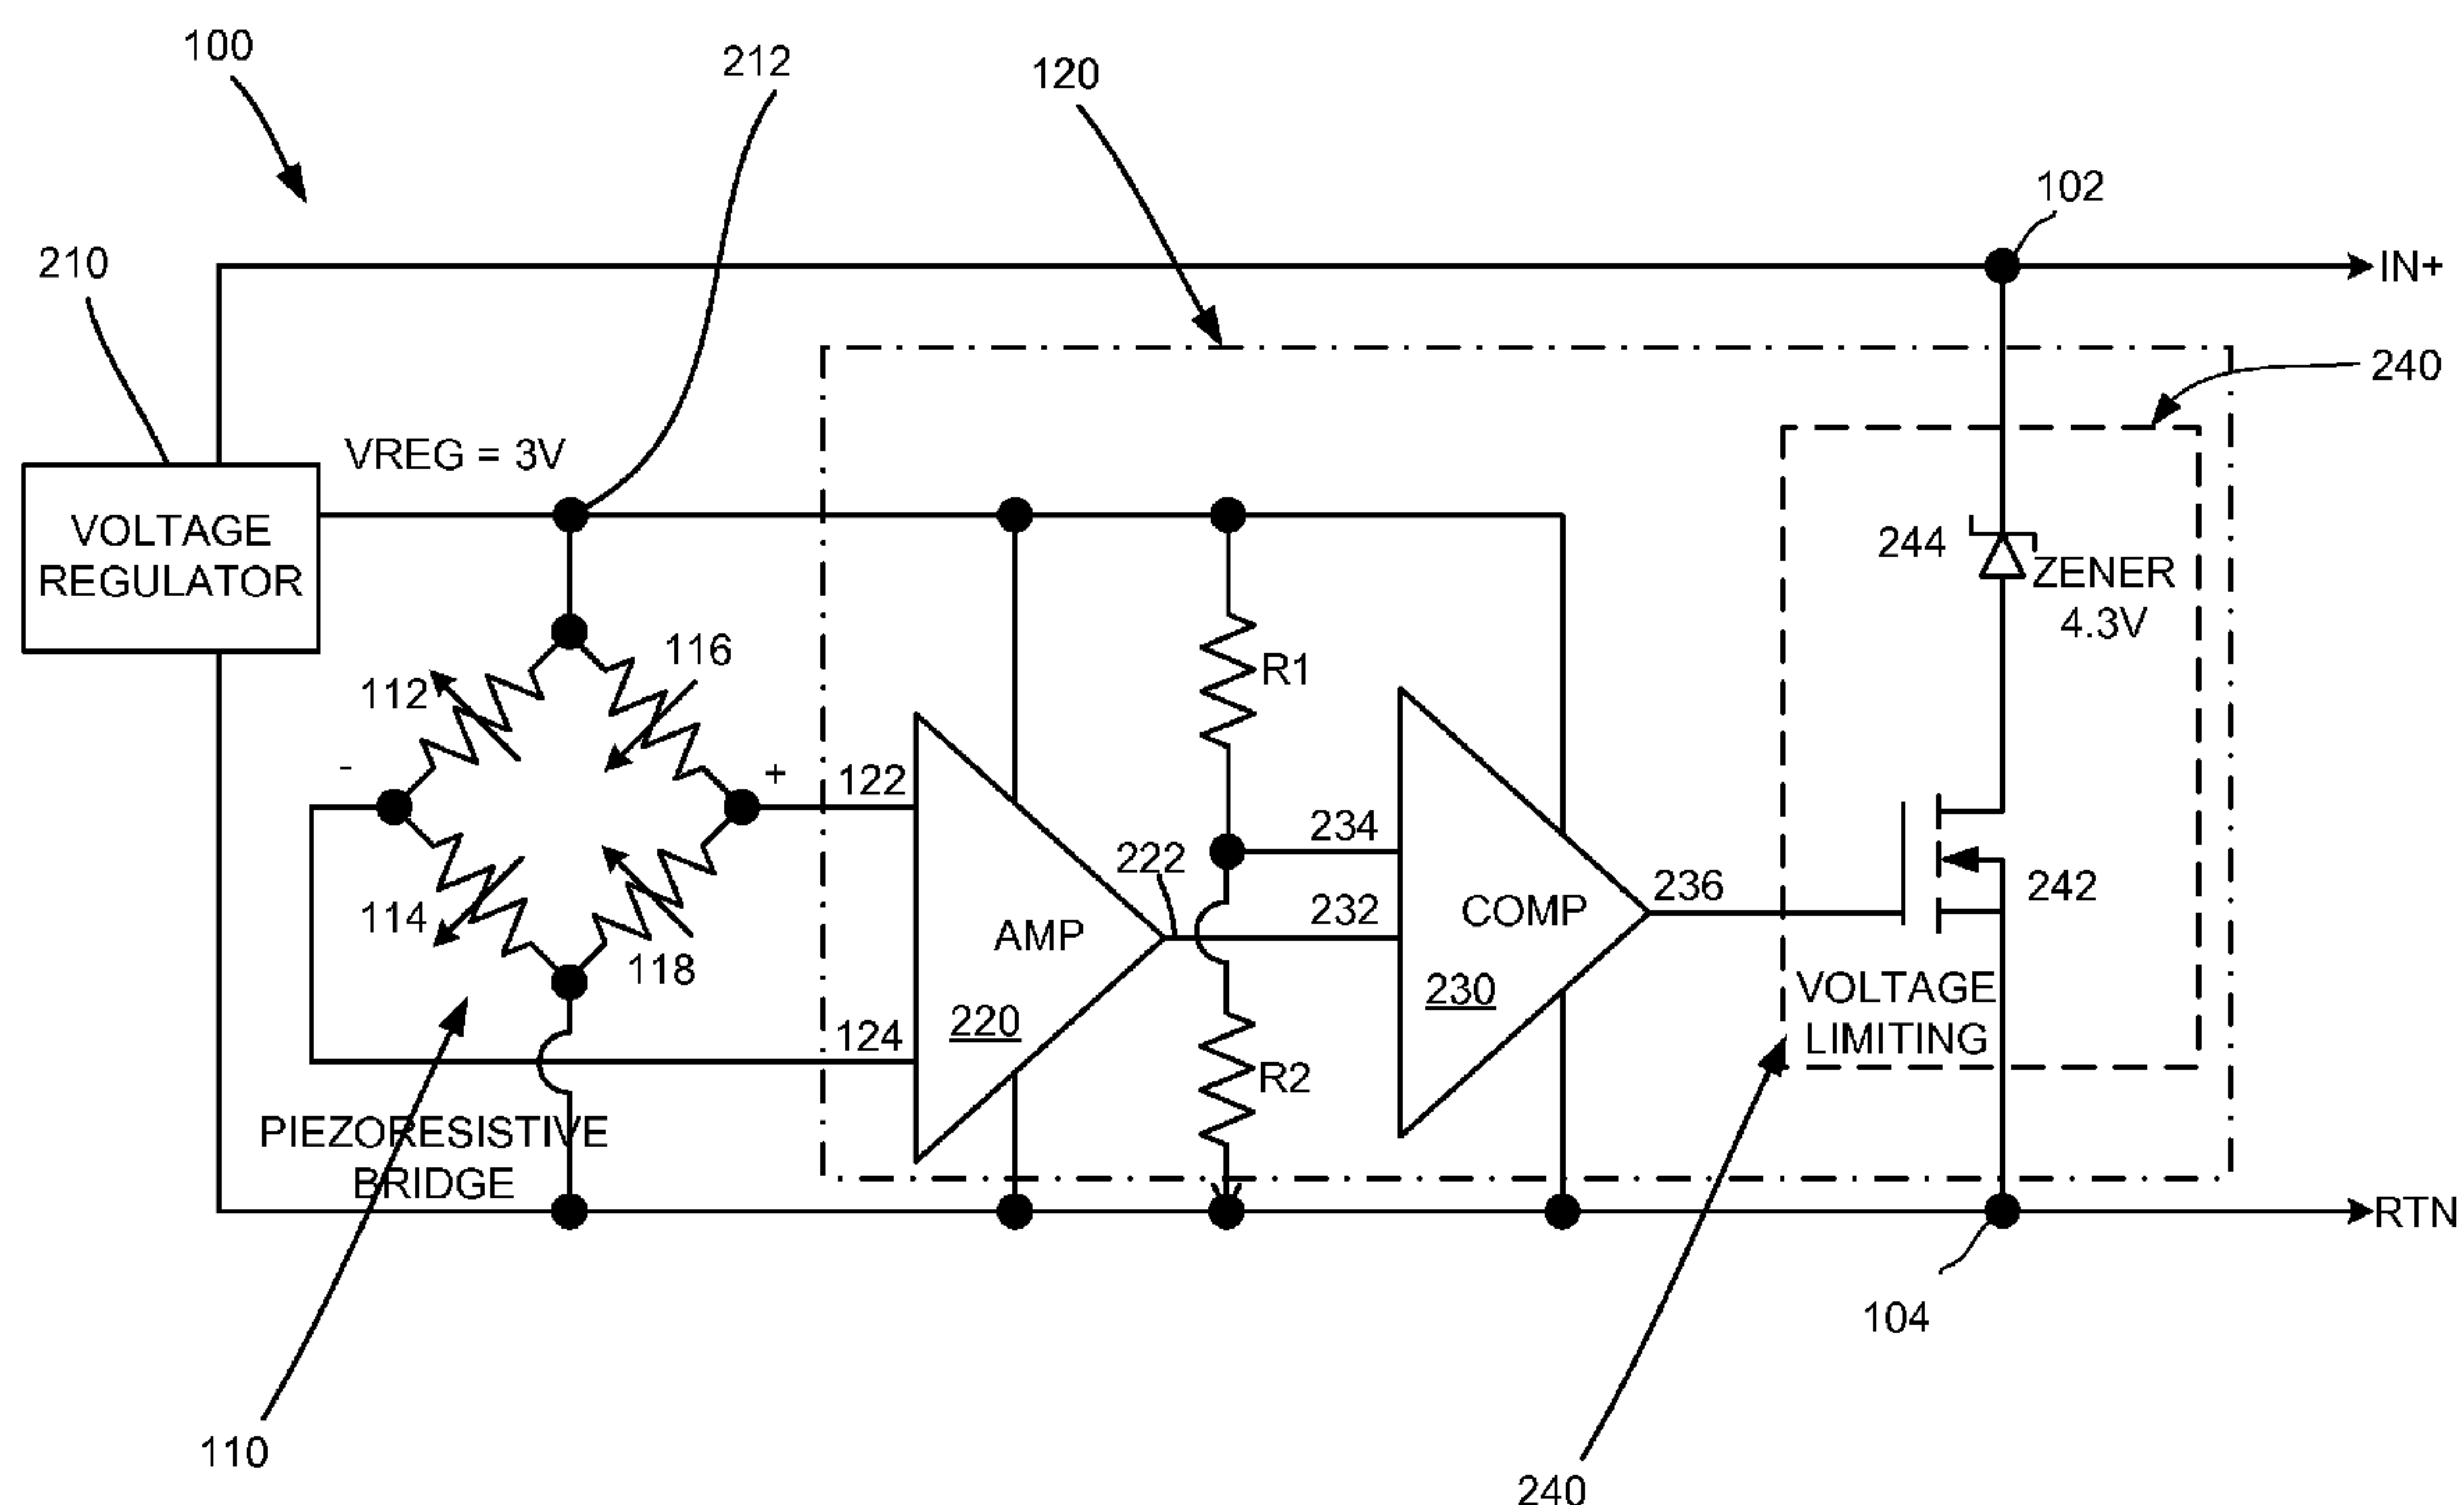 100
212
120
102
210
IN+
240
VREG = 3V
VOLTAGE
REGULATOR
244
ZENER
4.3V
116
R1
112
-
+
122
234
222
232
COMP
236
242
114
AMP
118
230
VOLTAGE
LIMITING
220
124
R2
PIEZORESISTIVE
BRIDGE
RTN
104
110
240